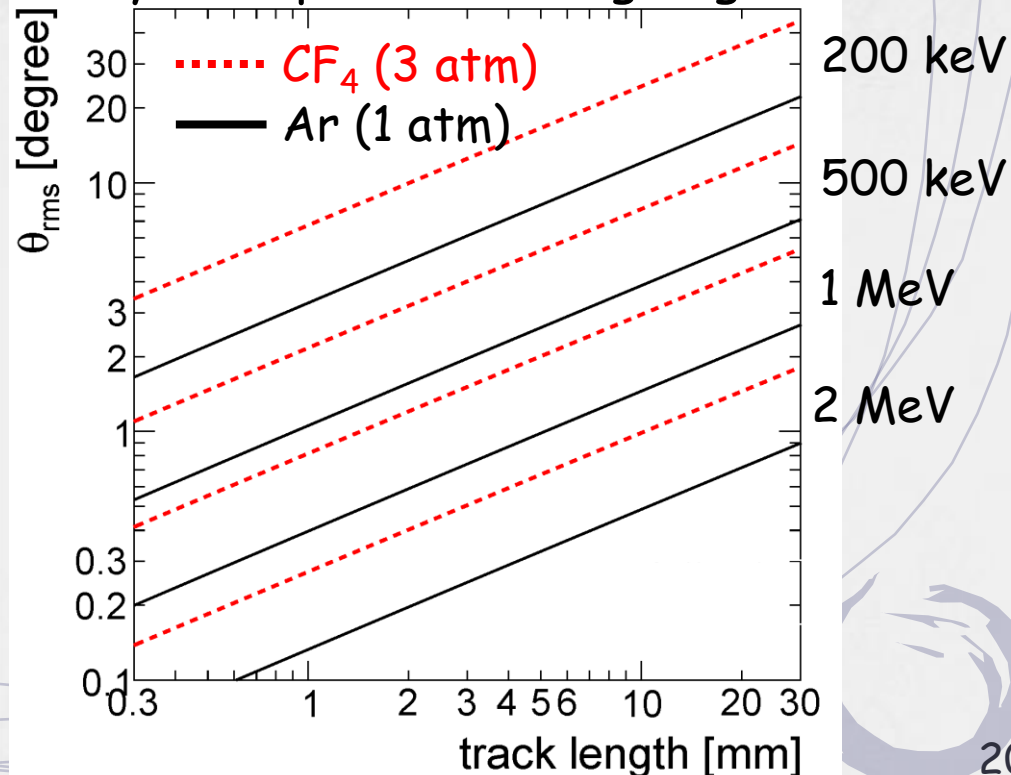 θrms [degree]
CF₄ (3 atm)
Ar (1 atm)
200 keV
500 keV
1 MeV
2 MeV
30
20
10
3
2
1
0.3
0.2
0.1
0.3 1 2 3 4 5 6 10 20 30
track length [mm]
20